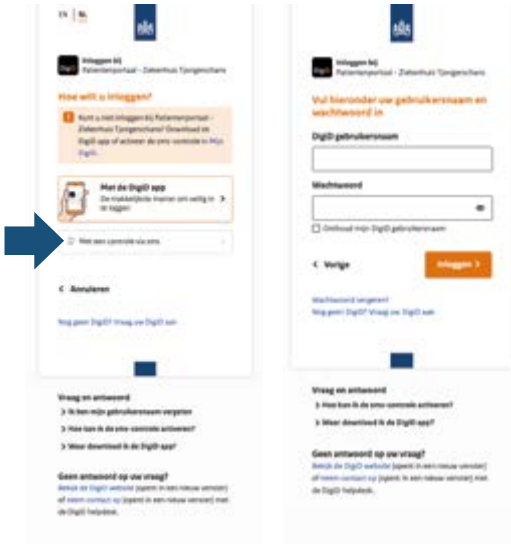 EN | NL
DigiD
Inloggen bij
Patiëntenportaal - Ziekenhuis Tjongerschans
Hoe wilt u inloggen?
Kunt u niet inloggen bij Patiëntenportaal -
Ziekenhuis Tjongerschans? Download de
DigiD app of activeer de sms-controle in Mijn
DigiD.
Met de DigiD app
De makkelijkste manier om veilig in
te loggen
Met een controle via sms
Annuleren
Nog geen DigiD? Vraag uw DigiD aan
Vraag en antwoord
Ik ben mijn gebruikersnaam vergeten
Hoe kan ik de sms-controle activeren?
Waar download ik de DigiD app?
Geen antwoord op uw vraag?
Bekijk de DigiD website (opent in een nieuw venster)
of neem contact op (opent in een nieuw venster) met
de DigiD helpdesk.
DigiD
Inloggen bij
Patiëntenportaal - Ziekenhuis Tjongerschans
Vul hieronder uw gebruikersnaam en
wachtwoord in
DigiD gebruikersnaam
Wachtwoord
Onthoud mijn DigiD gebruikersnaam
Vorige
Inloggen
Wachtwoord vergeten?
Nog geen DigiD? Vraag uw DigiD aan
Vraag en antwoord
Hoe kan ik de sms-controle activeren?
Waar download ik de DigiD app?
Geen antwoord op uw vraag?
Bekijk de DigiD website (opent in een nieuw venster)
of neem contact op (opent in een nieuw venster) met
de DigiD helpdesk.